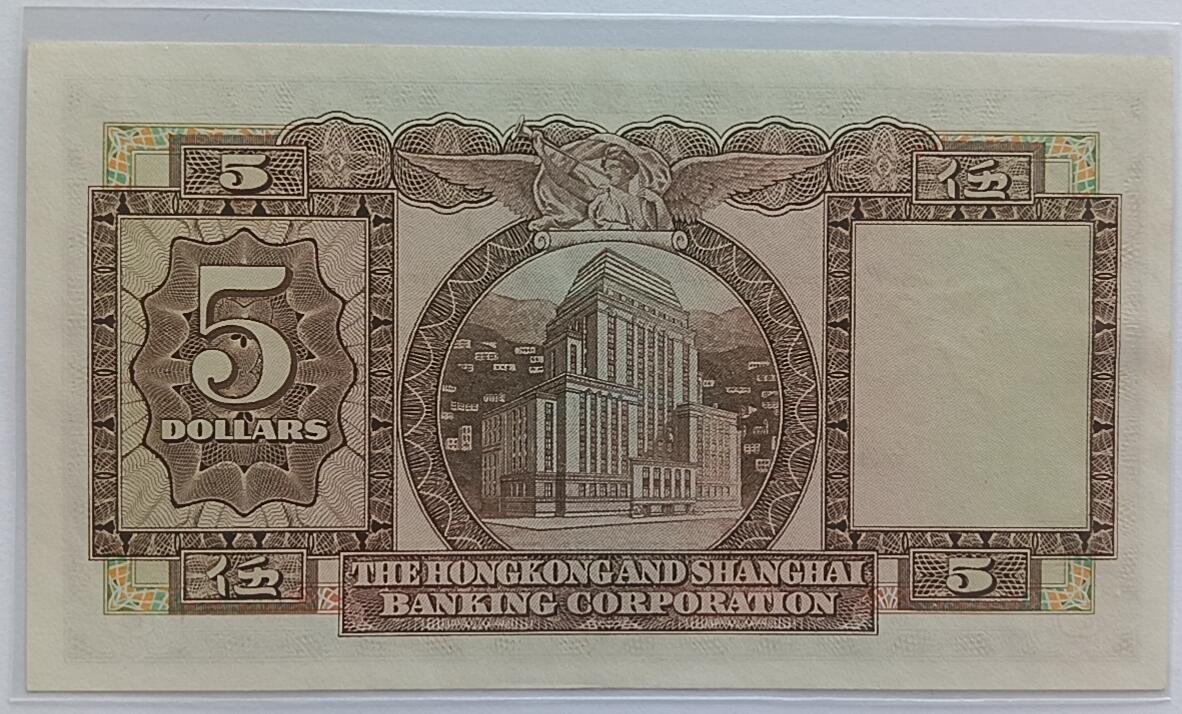 5
伍
5
DOLLARS
伍
THE HONGKONG AND SHANGHAI
BANKING CORPORATION
5